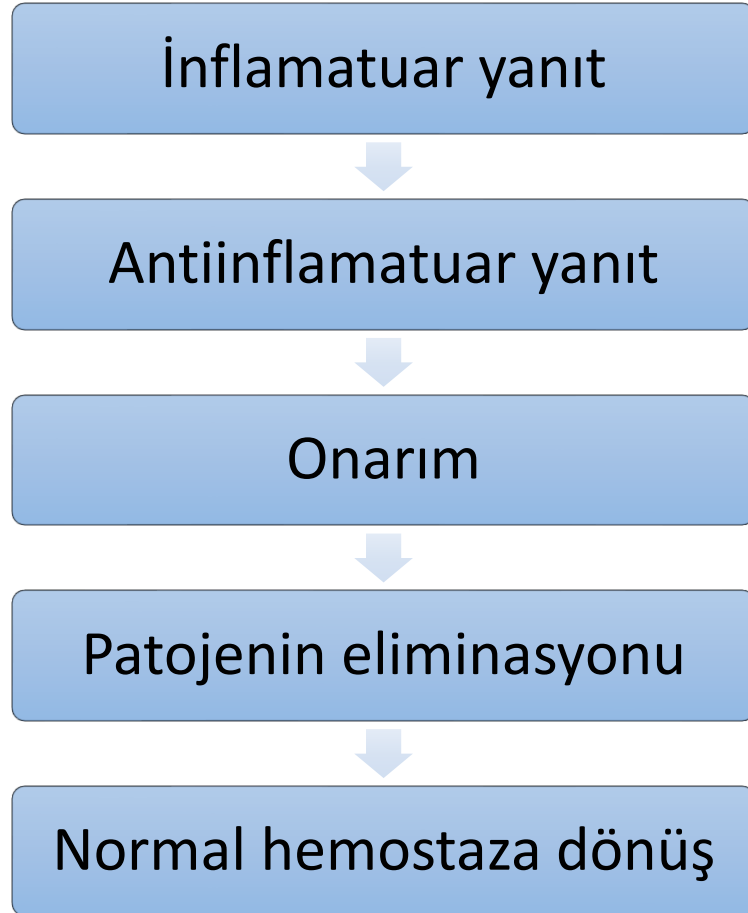 İnflamatuar yanıt
Antiinflamatuar yanıt
Onarım
Patojenin eliminasyonu
Normal hemostaza dönüş